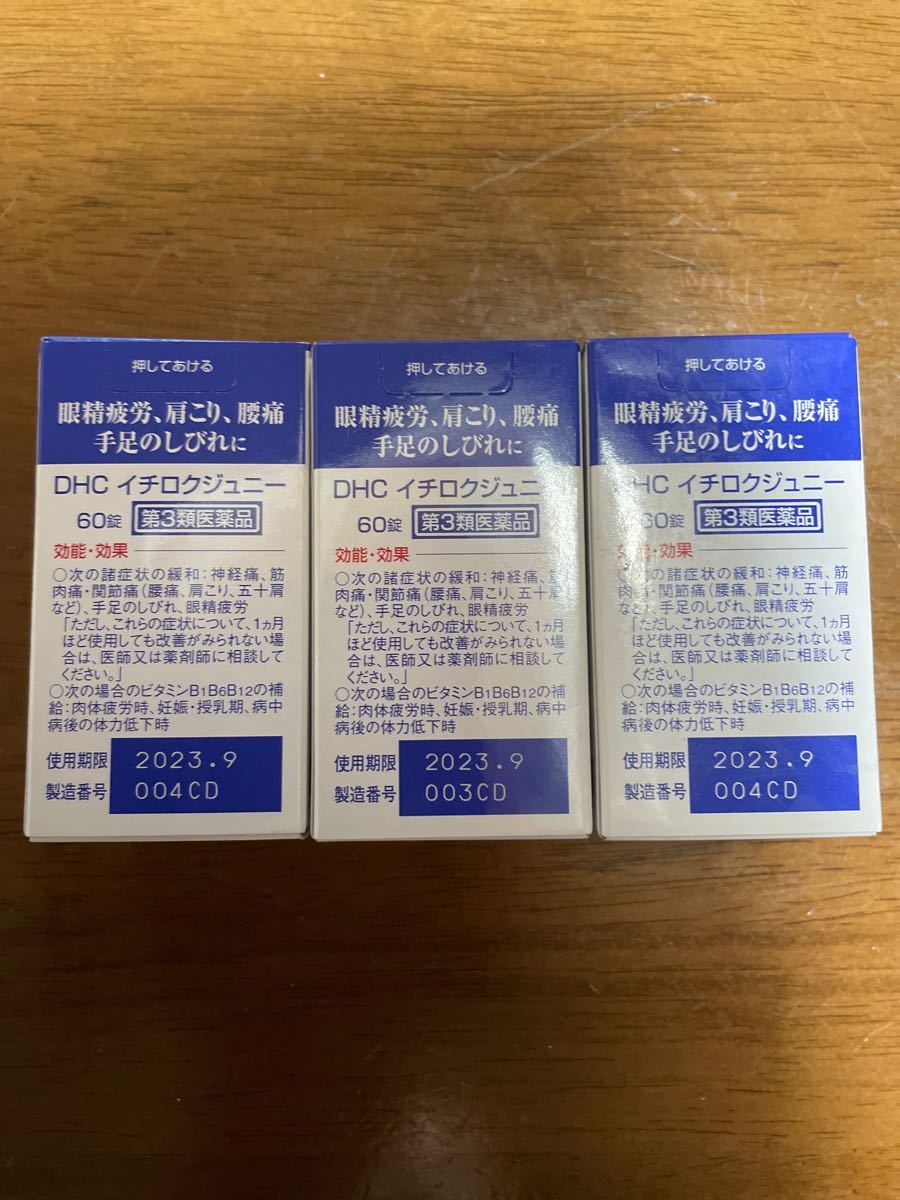 押してあける
眼精疲労、肩こり、腰痛
手足のしびれに
DHC イチロクジュニー
60錠 第3類医薬品
効能・効果
○次の諸症状の緩和：神経痛、筋
肉痛・関節痛（腰痛、肩こり、五十肩
など）、手足のしびれ、眼精疲労
「ただし、これらの症状について、1ヵ月
ほど使用しても改善がみられない場
合は、医師又は薬剤師に相談して
ください。」
○次の場合のビタミンB1B6B12の補
給：肉体疲労時、妊娠・授乳期、病中
病後の体力低下時
使用期限 2023.9
製造番号 004CD
押してあける
眼精疲労、肩こり、腰痛
手足のしびれに
DHC イチロクジュニ
60錠 第3類医薬品
効能・効果
○次の諸症状の緩和：神経痛、筋
肉痛・関節痛（腰痛、肩こり、五十肩
など）、手足のしびれ、眼精疲労
「ただし、これらの症状について、1ヵ月
ほど使用しても改善がみられない場
合は、医師又は薬剤師に相談して
ください。」
○次の場合のビタミンB1B6B12の補
給：肉体疲労時、妊娠・授乳期、病中
病後の体力低下時
使用期限 2023.9
製造番号 003CD
押してあける
眼精疲労、肩こり、腰痛
手足のしびれに
DHC イチロクジュニー
60錠 第3類医薬品
効能・効果
○次の諸症状の緩和：神経痛、筋
肉痛・関節痛（腰痛、肩こり、五十肩
など）、手足のしびれ、眼精疲労
「ただし、これらの症状について、1ヵ月
ほど使用しても改善がみられない場
合は、医師又は薬剤師に相談して
ください。」
○次の場合のビタミンB1B6B12の補
給：肉体疲労時、妊娠・授乳期、病中
病後の体力低下時
使用期限 2023.9
製造番号 004CD